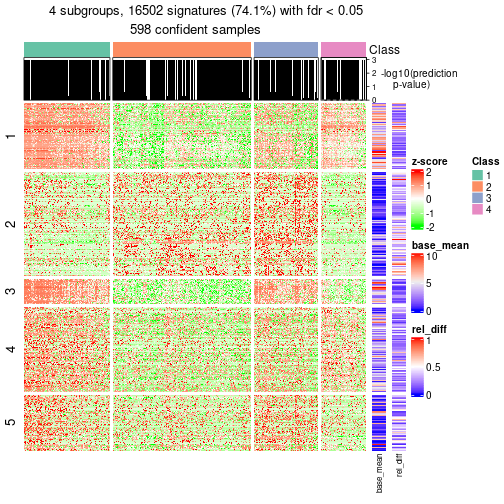 4 subgroups, 16502 signatures (74.1%) with fdr < 0.05
598 confident samples
Class
3
2
1
0
-log10(prediction
p-value)
1
2
3
4
5
z-score
2
1
0
-1
-2
Class
1
2
3
4
base_mean
10
5
0
rel_diff
1
0.5
0
base_mean
rel_diff